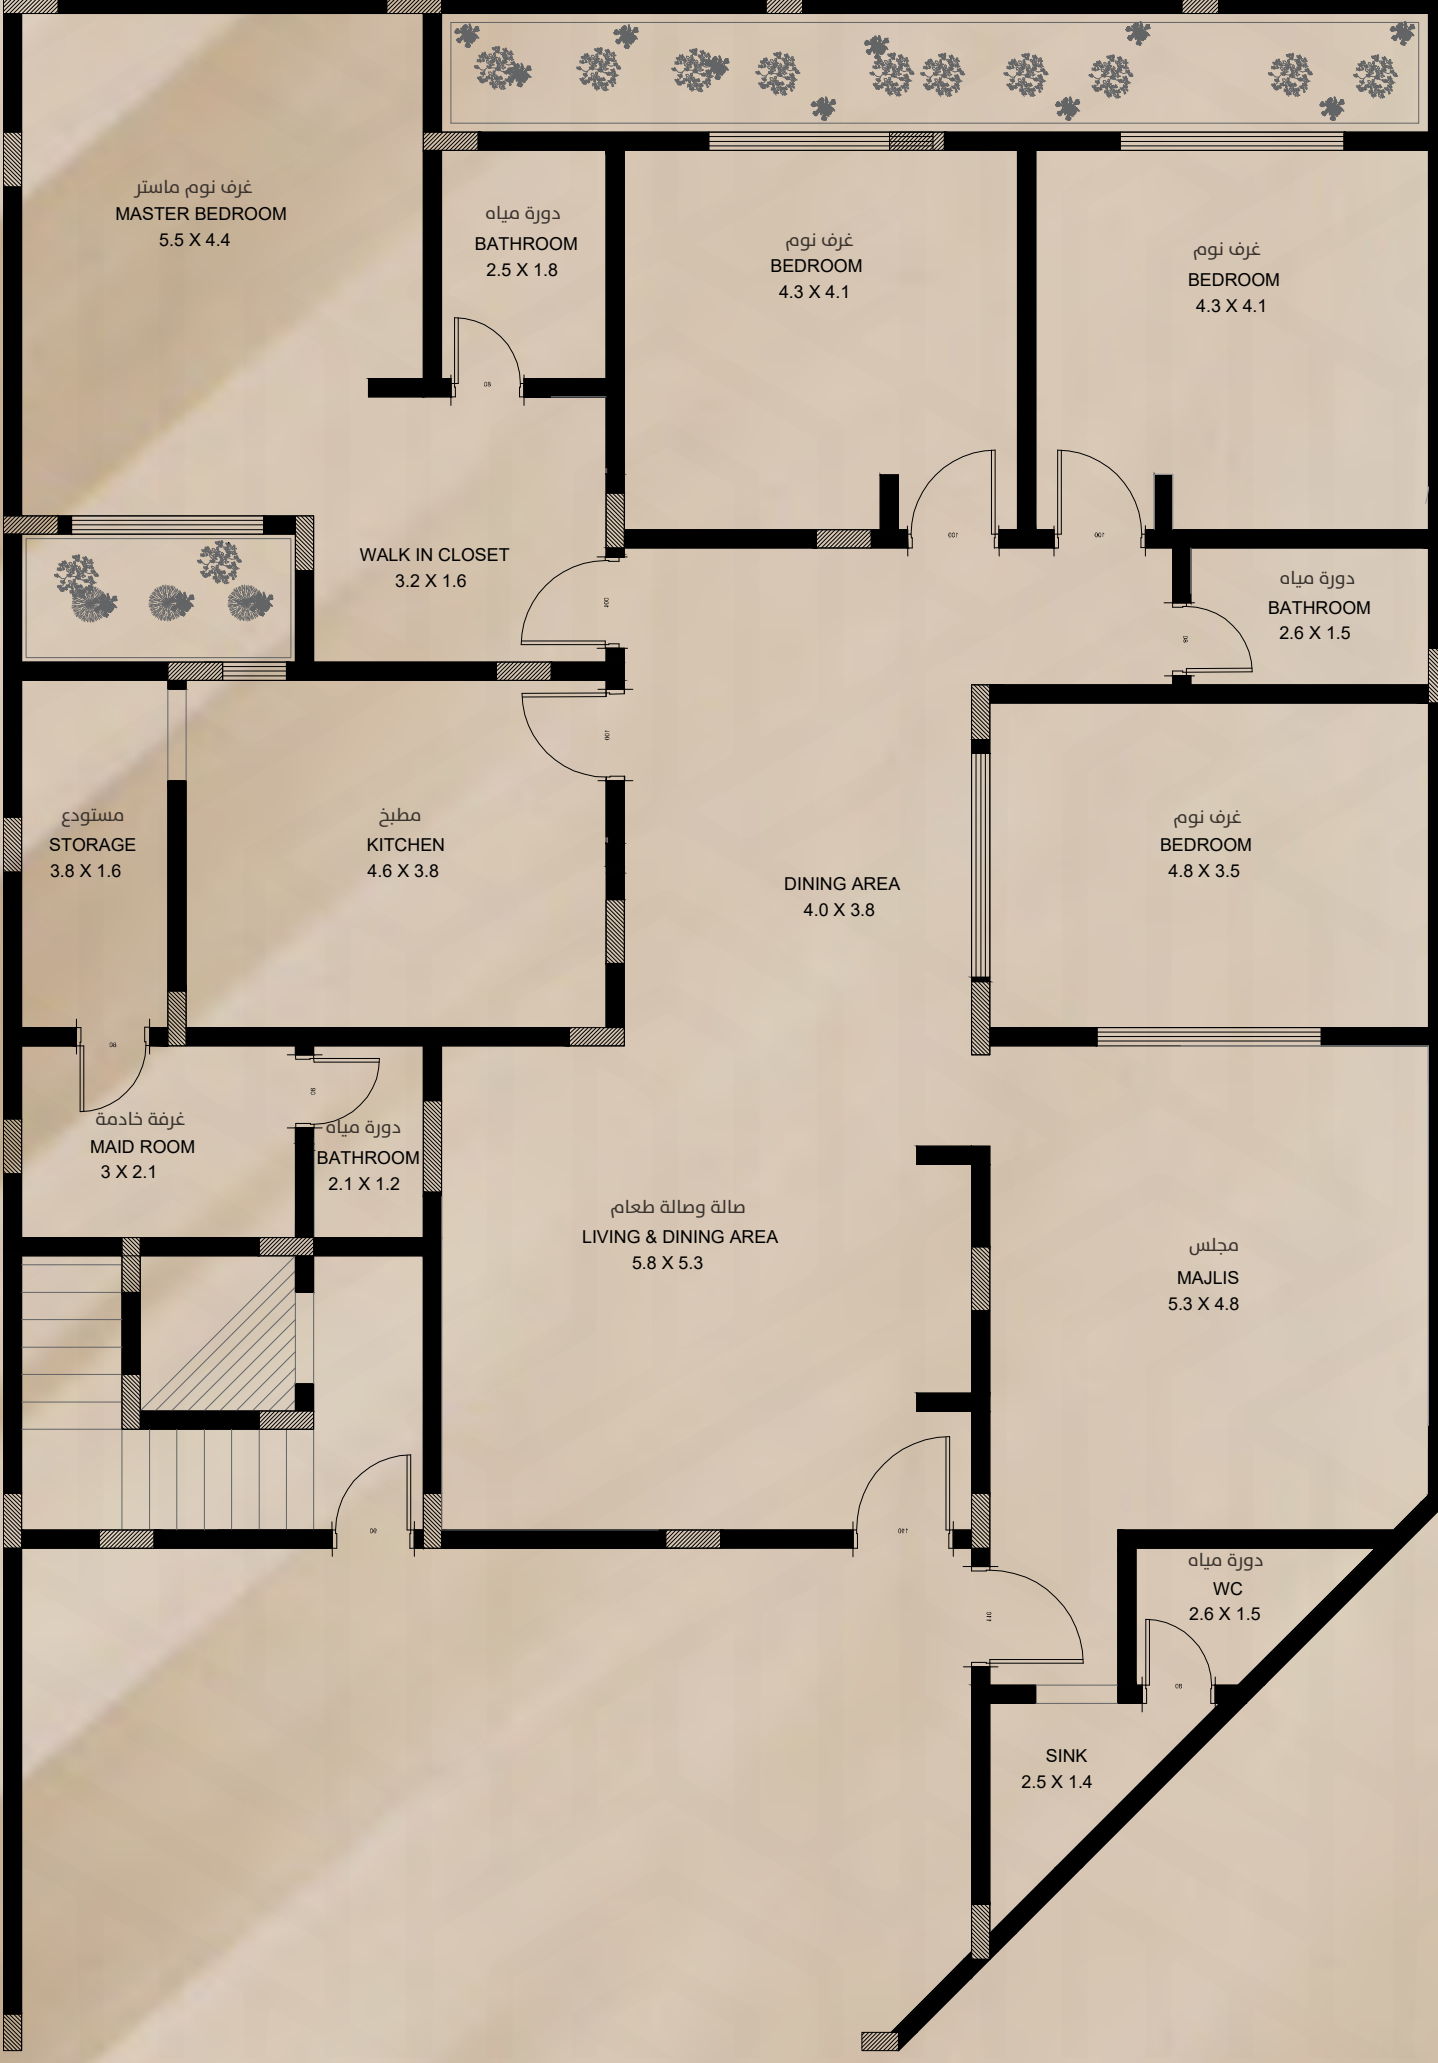 غرف نوم ماستر
MASTER BEDROOM
5.5 X 4.4
دورة مياه
BATHROOM
2.5 X 1.8
غرف نوم
BEDROOM
4.3 X 4.1
غرف نوم
BEDROOM
4.3 X 4.1
WALK IN CLOSET
3.2 X 1.6
دورة مياه
BATHROOM
2.6 X 1.5
مستودع
STORAGE
3.8 X 1.6
مطبخ
KITCHEN
4.6 X 3.8
DINING AREA
4.0 X 3.8
غرف نوم
BEDROOM
4.8 X 3.5
غرفة خادمة
MAID ROOM
3 X 2.1
دورة مياه
BATHROOM
2.1 X 1.2
صالة وصالة طعام
LIVING & DINING AREA
5.8 X 5.3
مجلس
MAJLIS
5.3 X 4.8
دورة مياه
WC
2.6 X 1.5
SINK
2.5 X 1.4